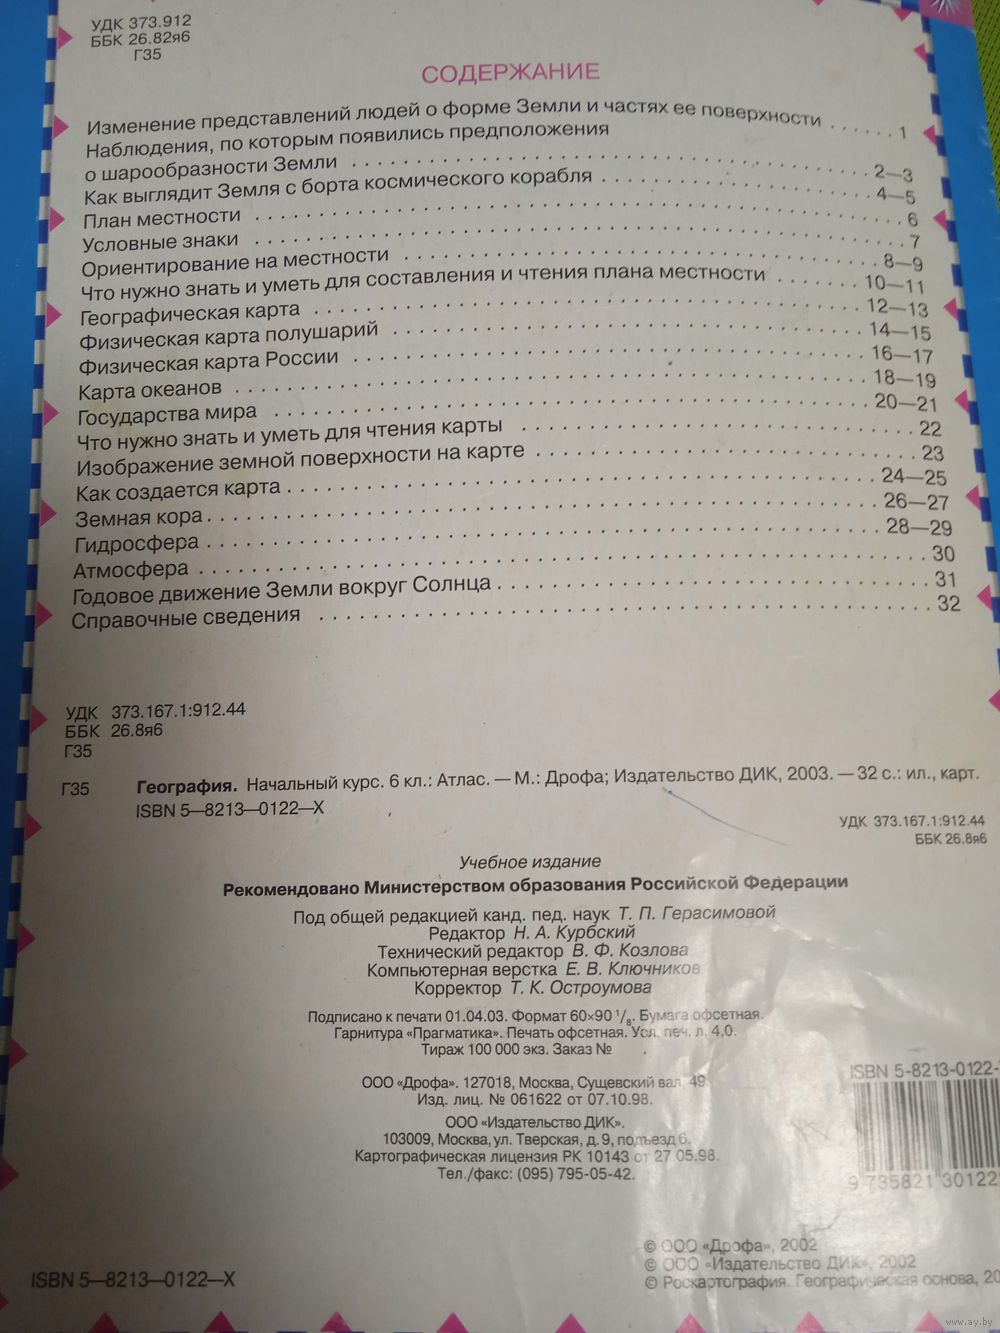 УДК 373.912
ББК 26.82я6
Г35
СОДЕРЖАНИЕ
Изменение представлений людей о форме Земли и частях ее поверхности ...... 1
Наблюдения, по которым появились предположения
о шарообразности Земли ...... 2—3
Как выглядит Земля с борта космического корабля ...... 4—5
План местности ...... 6
Условные знаки ...... 7
Ориентирование на местности ...... 8—9
Что нужно знать и уметь для составления и чтения плана местности ...... 10—11
Географическая карта ...... 12—13
Физическая карта полушарий ...... 14—15
Физическая карта России ...... 16—17
Карта океанов ...... 18—19
Государства мира ...... 20—21
Что нужно знать и уметь для чтения карты ...... 22
Изображение земной поверхности на карте ...... 23
Как создается карта ...... 24—25
Земная кора ...... 26—27
Гидросфера ...... 28—29
Атмосфера ...... 30
Годовое движение Земли вокруг Солнца ...... 31
Справочные сведения ...... 32
УДК 373.167.1:912.44
ББК 26.8я6
Г35
Г35 География. Начальный курс. 6 кл.: Атлас. — М.: Дрофа; Издательство ДИК, 2003. — 32 с.: ил., карт.
ISBN 5—8213—0122—X
УДК 373.167.1:912.44
ББК 26.8я6
Учебное издание
Рекомендовано Министерством образования Российской Федерации
Под общей редакцией канд. пед. наук Т. П. Герасимовой
Редактор Н. А. Курбский
Технический редактор В. Ф. Козлова
Компьютерная верстка Е. В. Ключников
Корректор Т. К. Остроумова
Подписано к печати 01.04.03. Формат 60×90 1/8. Бумага офсетная.
Гарнитура «Прагматика». Печать офсетная. Усл. печ. л. 4,0.
Тираж 100 000 экз. Заказ № .
ООО «Дрофа». 127018, Москва, Сущевский вал, 49.
Изд. лиц. № 061622 от 07.10.98.
ООО «Издательство ДИК».
103009, Москва, ул. Тверская, д. 9, подъезд 6.
Картографическая лицензия РК 10143 от 27.05.98.
Тел./факс: (095) 795-05-42.
ISBN 5-8213-0122-
9 735821 30122
© ООО «Дрофа», 2002
© ООО «Издательство ДИК», 2002
© Роскартография. Географическая основа, 20
ISBN 5—8213—0122—X
www.ay.by